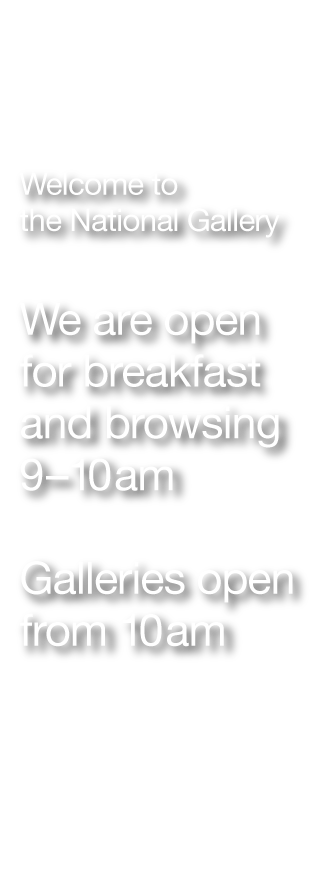 Welcome to
the National Gallery
We are open
for breakfast
and browsing
9–10am
Galleries open
from 10am